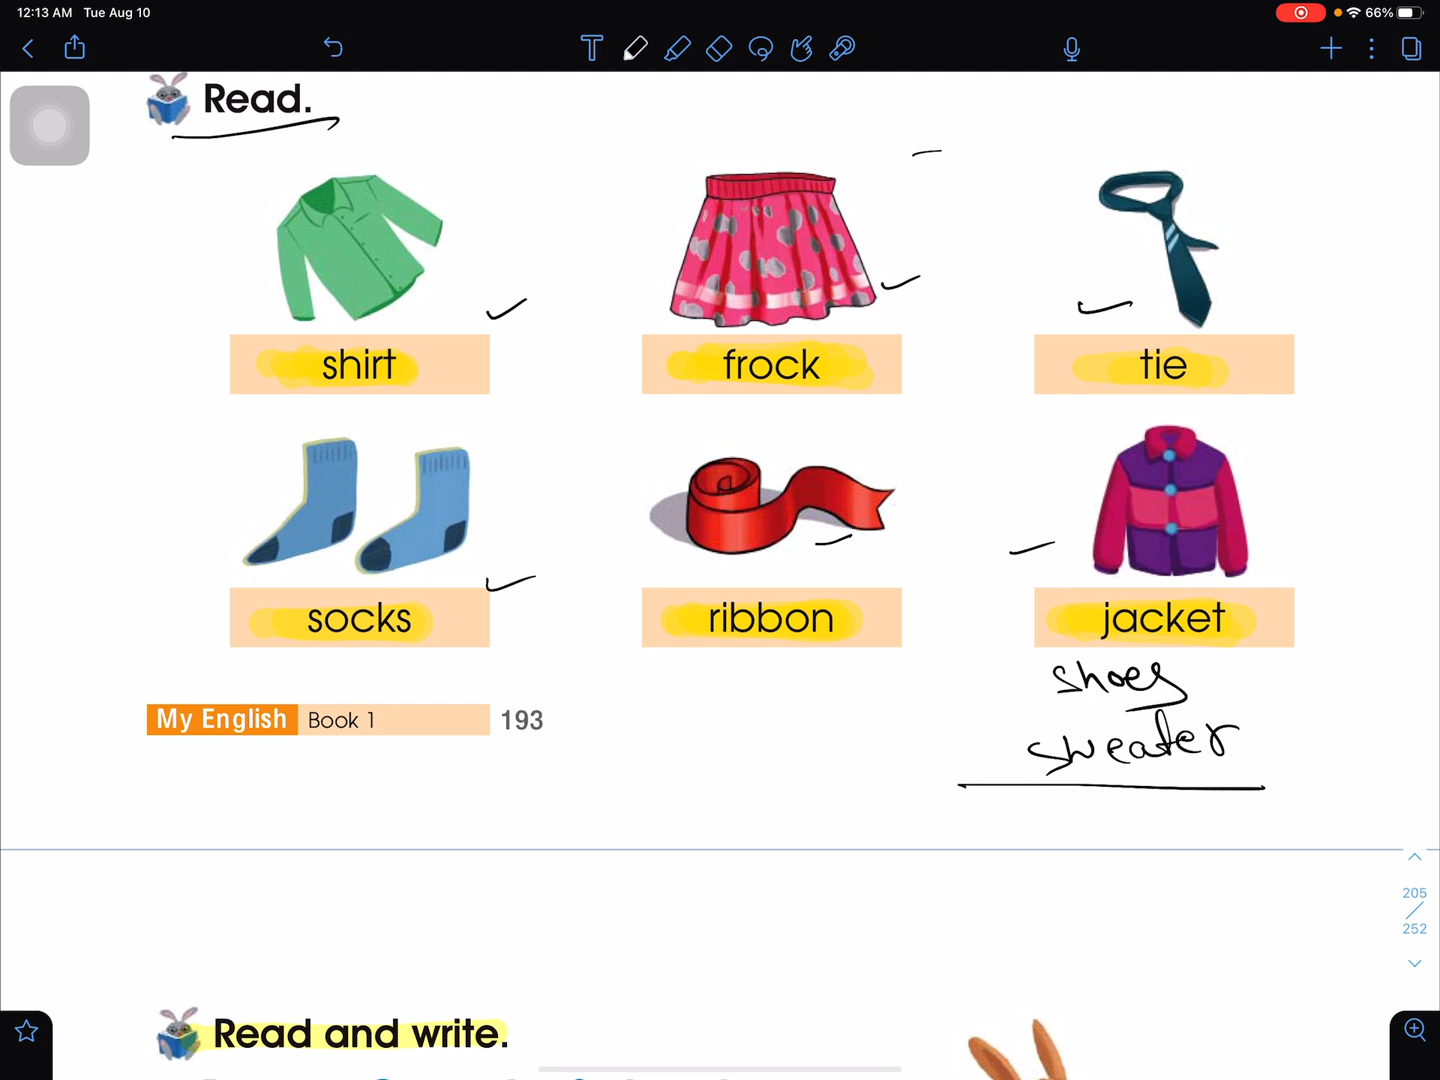 12:13 AM Tue Aug 10
66%
Read.
shirt
frock
tie
socks
ribbon
jacket
shoes
sweater
My English Book 1 193
205
252
Read and write.